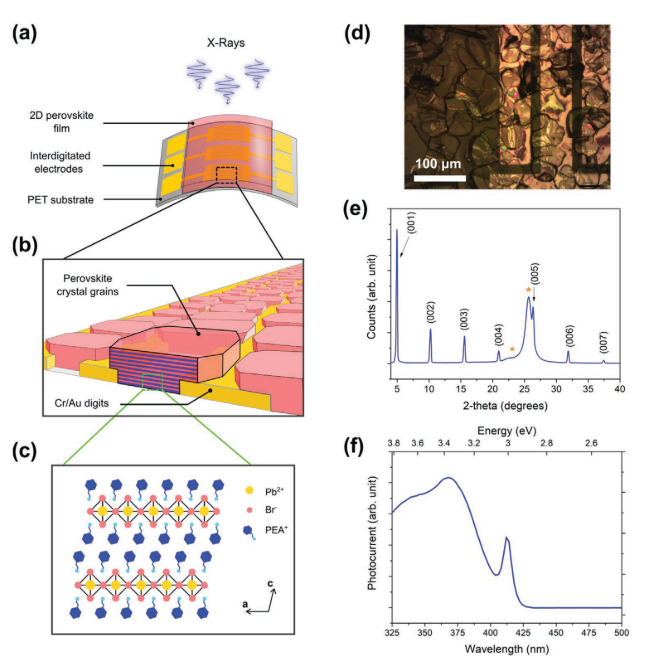 (a)
X-Rays
2D perovskite
film
Interdigitated
electrodes
PET substrate
(b)
Perovskite
crystal grains
Cr/Au digits
(c)
Pb2+
Br-
PEA+
c
a
(d)
100 µm
(e)
Counts (arb. unit)
(001)
(002)
(003)
(004)
*
*
(005)
(006)
(007)
5 10 15 20 25 30 35 40
2-theta (degrees)
(f)
Energy (eV)
3.8 3.6 3.4 3.2 3 2.8 2.6
Photocurrent (arb. unit)
325 350 375 400 425 450 475 500
Wavelength (nm)